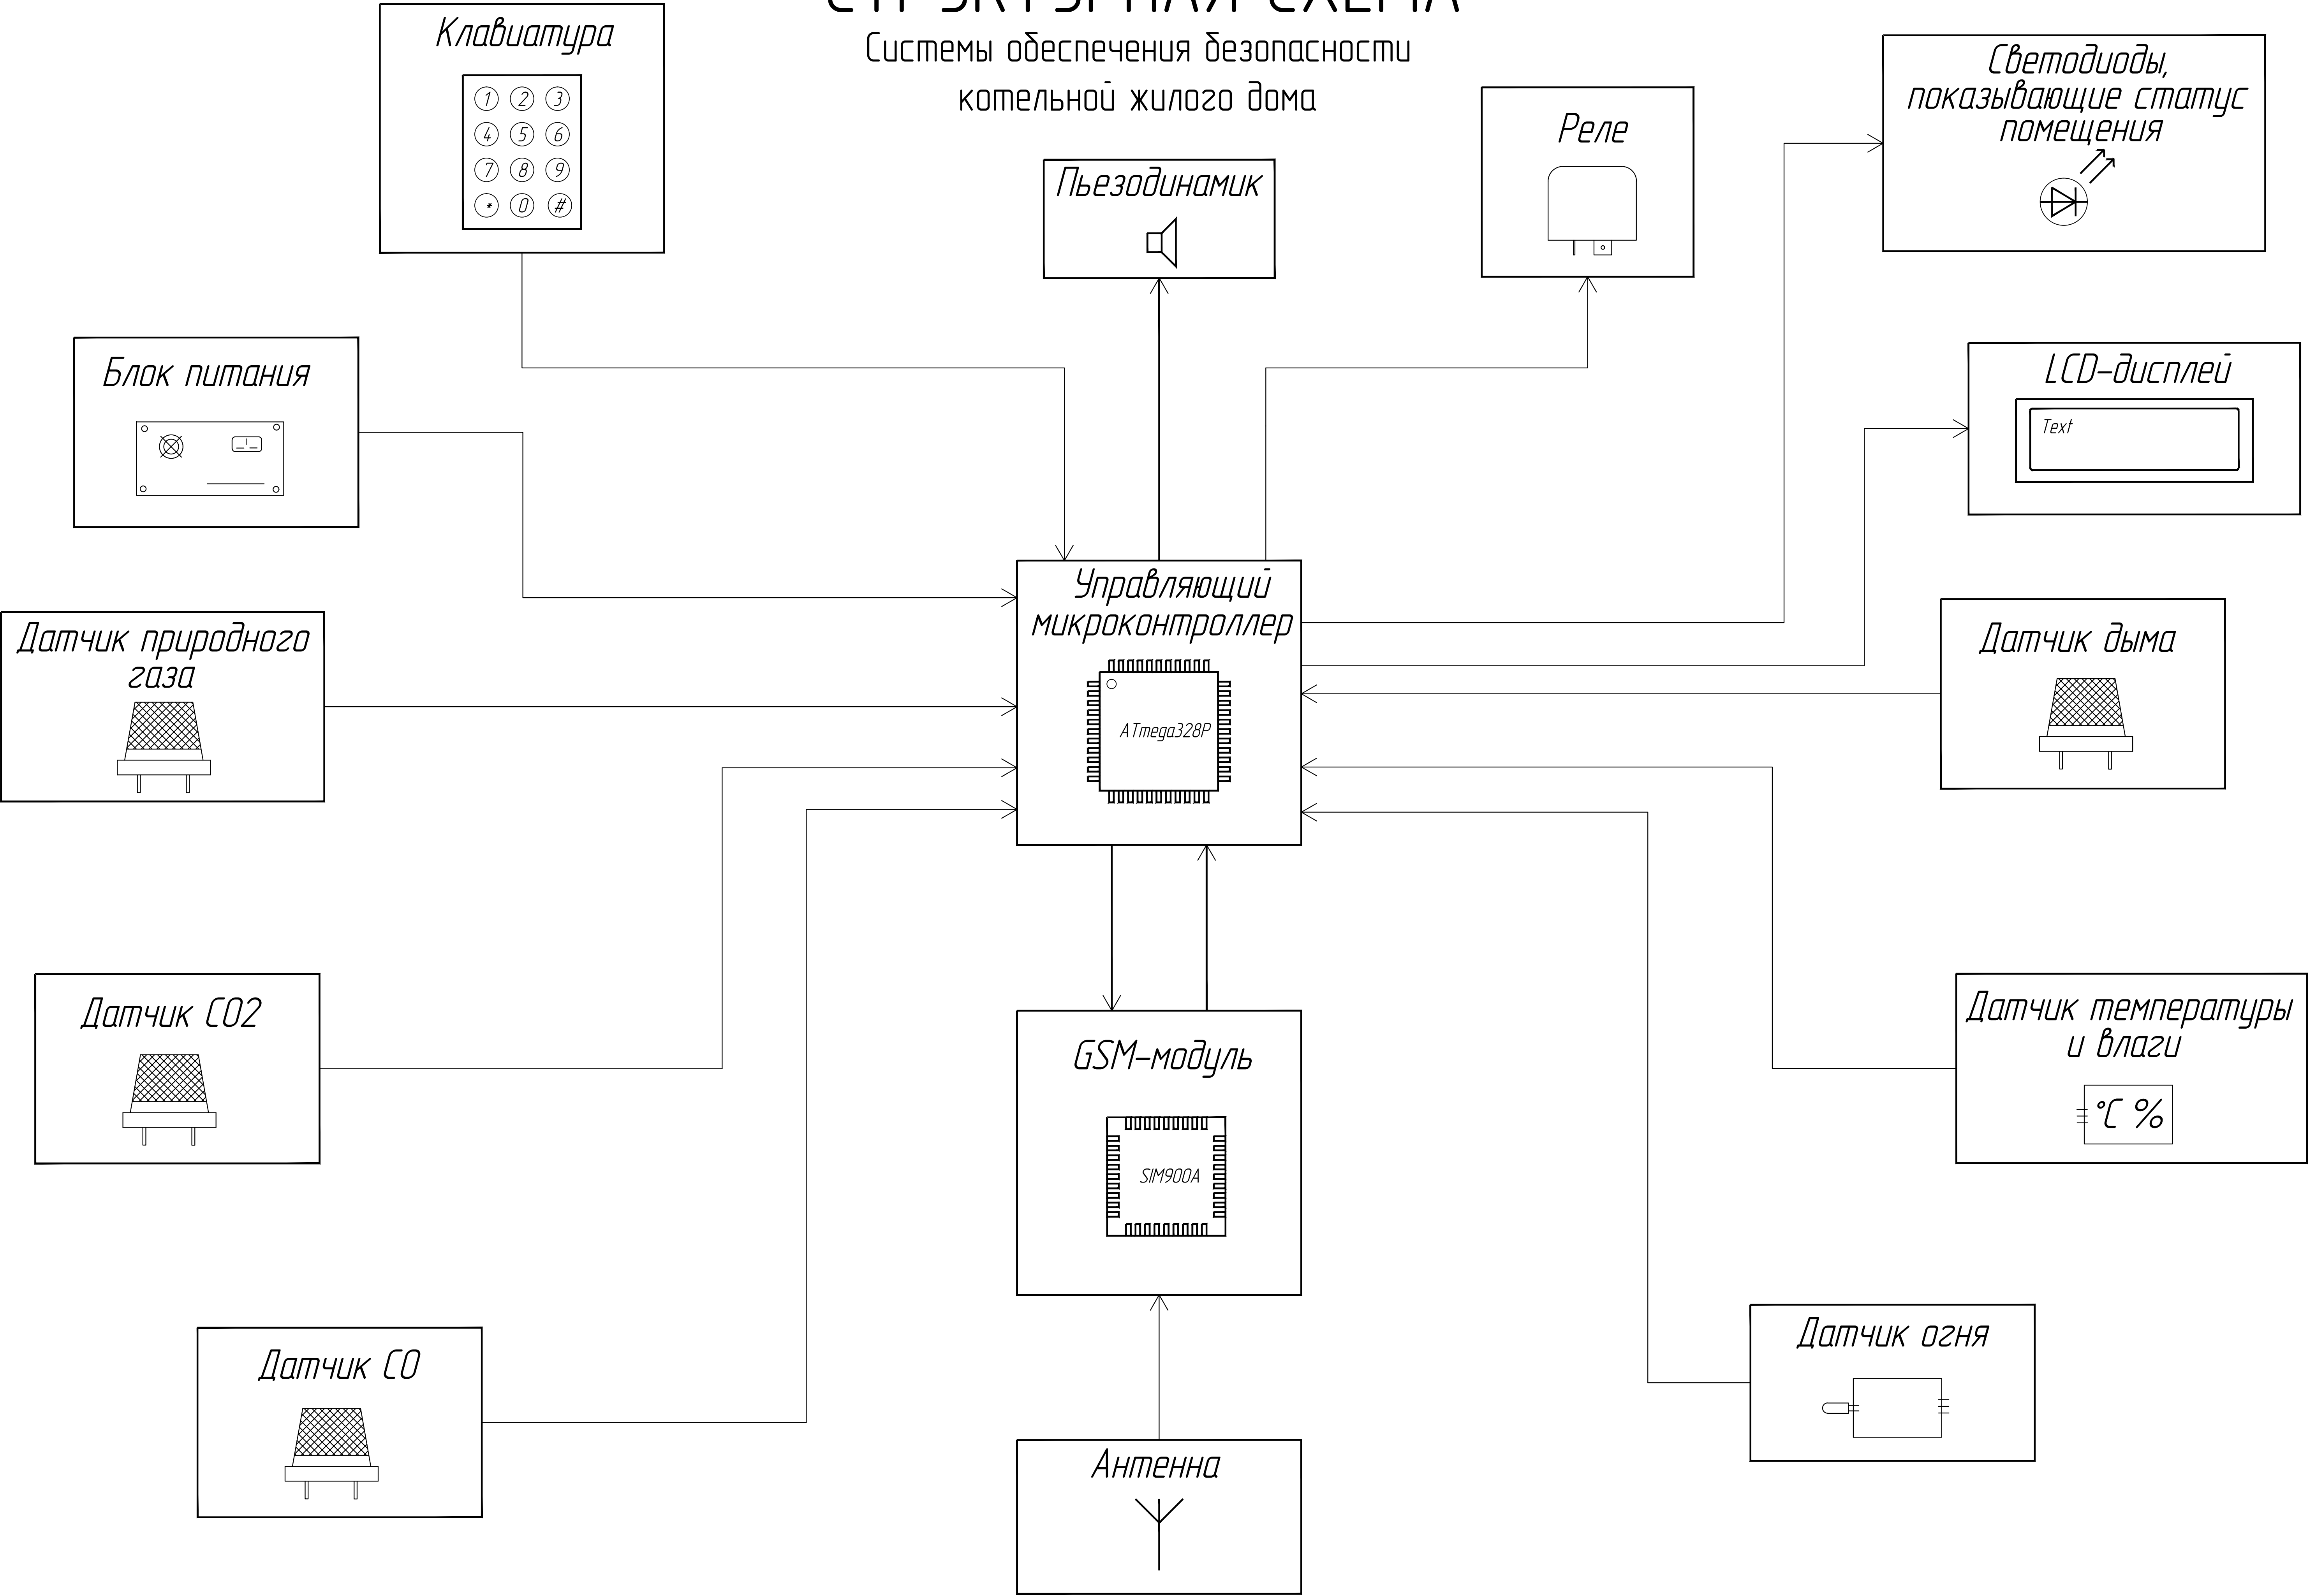 СТРУКТУРНАЯ СХЕМА
Системы обеспечения безопасности
котельной жилого дома
Клавиатура
1 2 3
4 5 6
7 8 9
* 0 #
Пьезодинамик
Реле
Светодиоды,
показывающие статус
помещения
Блок питания
LCD-дисплей
Text
Управляющий
микроконтроллер
ATmega328P
Датчик природного
газа
Датчик дыма
Датчик CO2
GSM-модуль
SIM900A
Датчик температуры
и влаги
°C %
Датчик CO
Датчик огня
Антенна